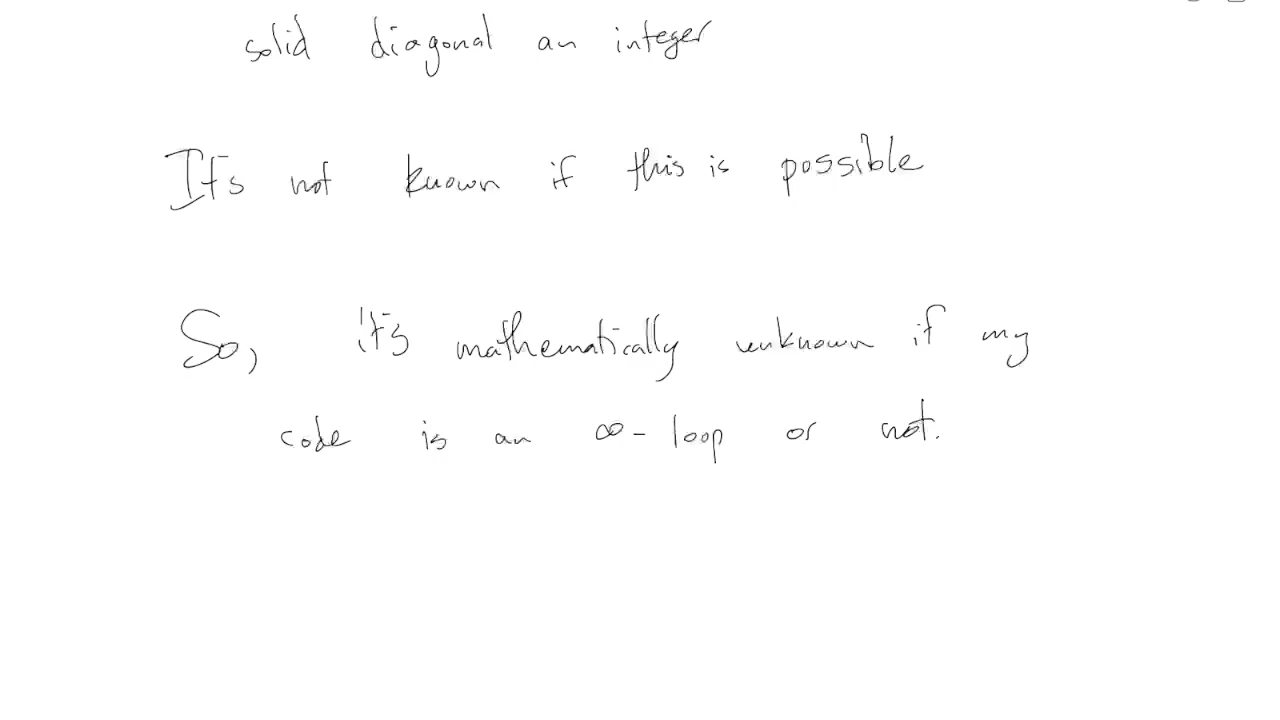 solid diagonal an integer
It's not known if this is possible
So, it's mathematically unknown if my
code is an ∞-loop or not.